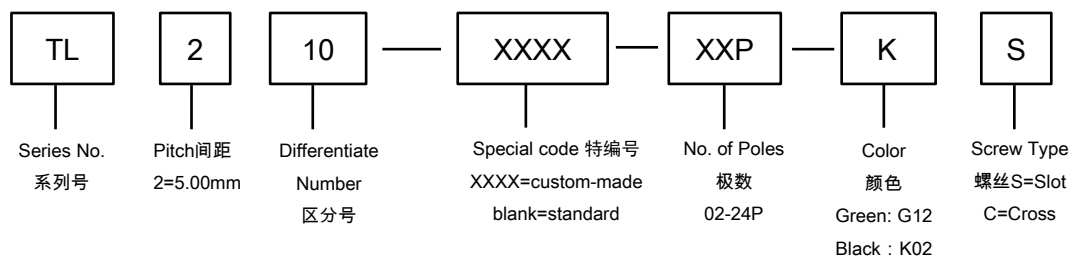 TL 2 10 — XXXX — XXP — K S
Series No.
系列号
Pitch间距
2=5.00mm
Differentiate
Number
区分号
Special code 特编号
XXXX=custom-made
blank=standard
No. of Poles
极数
02-24P
Color
颜色
Green: G12
Black : K02
Screw Type
螺丝S=Slot
C=Cross